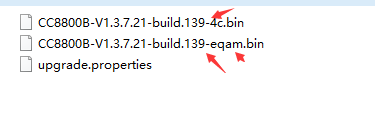 CC8800B-V1.3.7.21-build.139-4c.bin
CC8800B-V1.3.7.21-build.139-eqam.bin
upgrade.properties